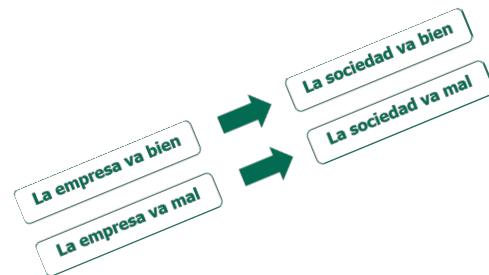 La empresa va bien
La sociedad va bien
La empresa va mal
La sociedad va mal